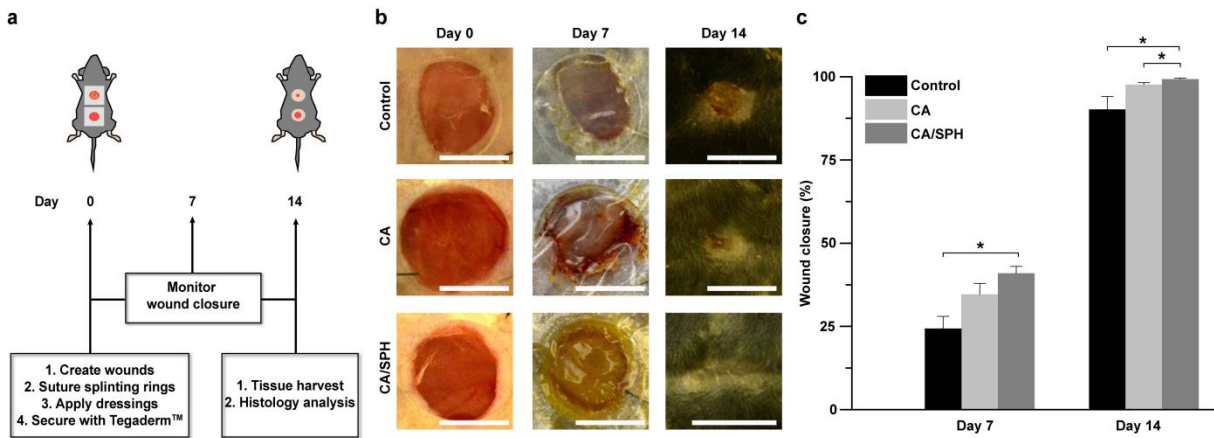 a
Day 0 7 14
Monitor
wound closure
1. Create wounds
2. Suture splinting rings
3. Apply dressings
4. Secure with Tegaderm™
1. Tissue harvest
2. Histology analysis
b
Day 0 Day 7 Day 14
Control
CA
CA/SPH
c
Wound closure (%)
100
75
50
25
0
Control
CA
CA/SPH
*
*
*
Day 7 Day 14